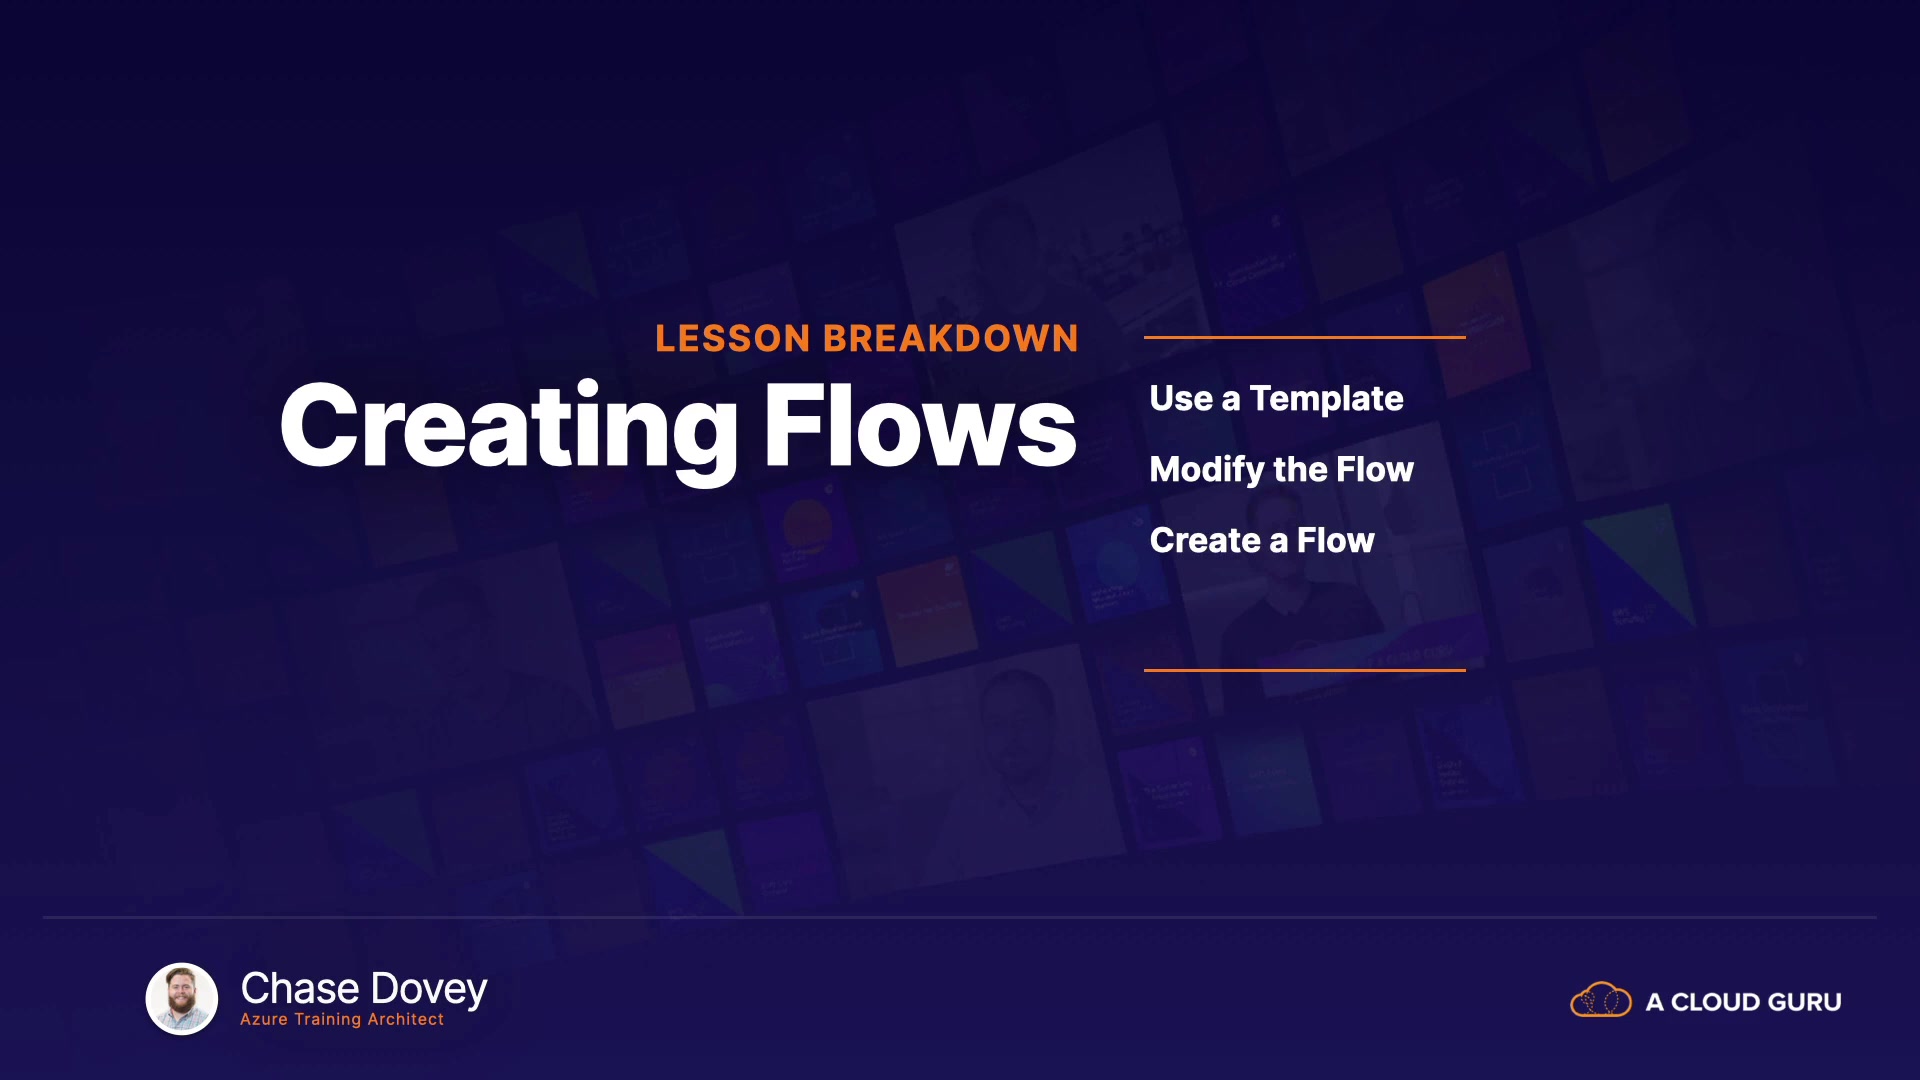 LESSON BREAKDOWN
Creating Flows
Use a Template
Modify the Flow
Create a Flow
Chase Dovey
Azure Training Architect
A CLOUD GURU